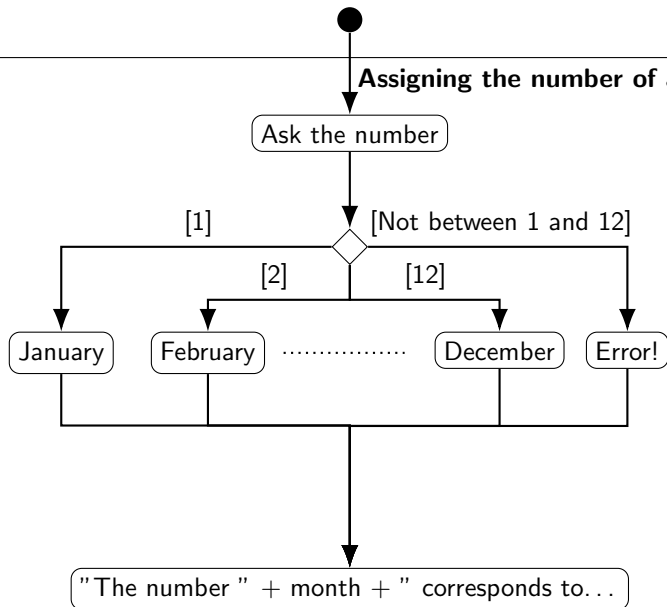 Assigning the number of
Ask the number
[1]
[Not between 1 and 12]
[2]
[12]
January
February
..................
December
Error!
"The number " + month + " corresponds to...